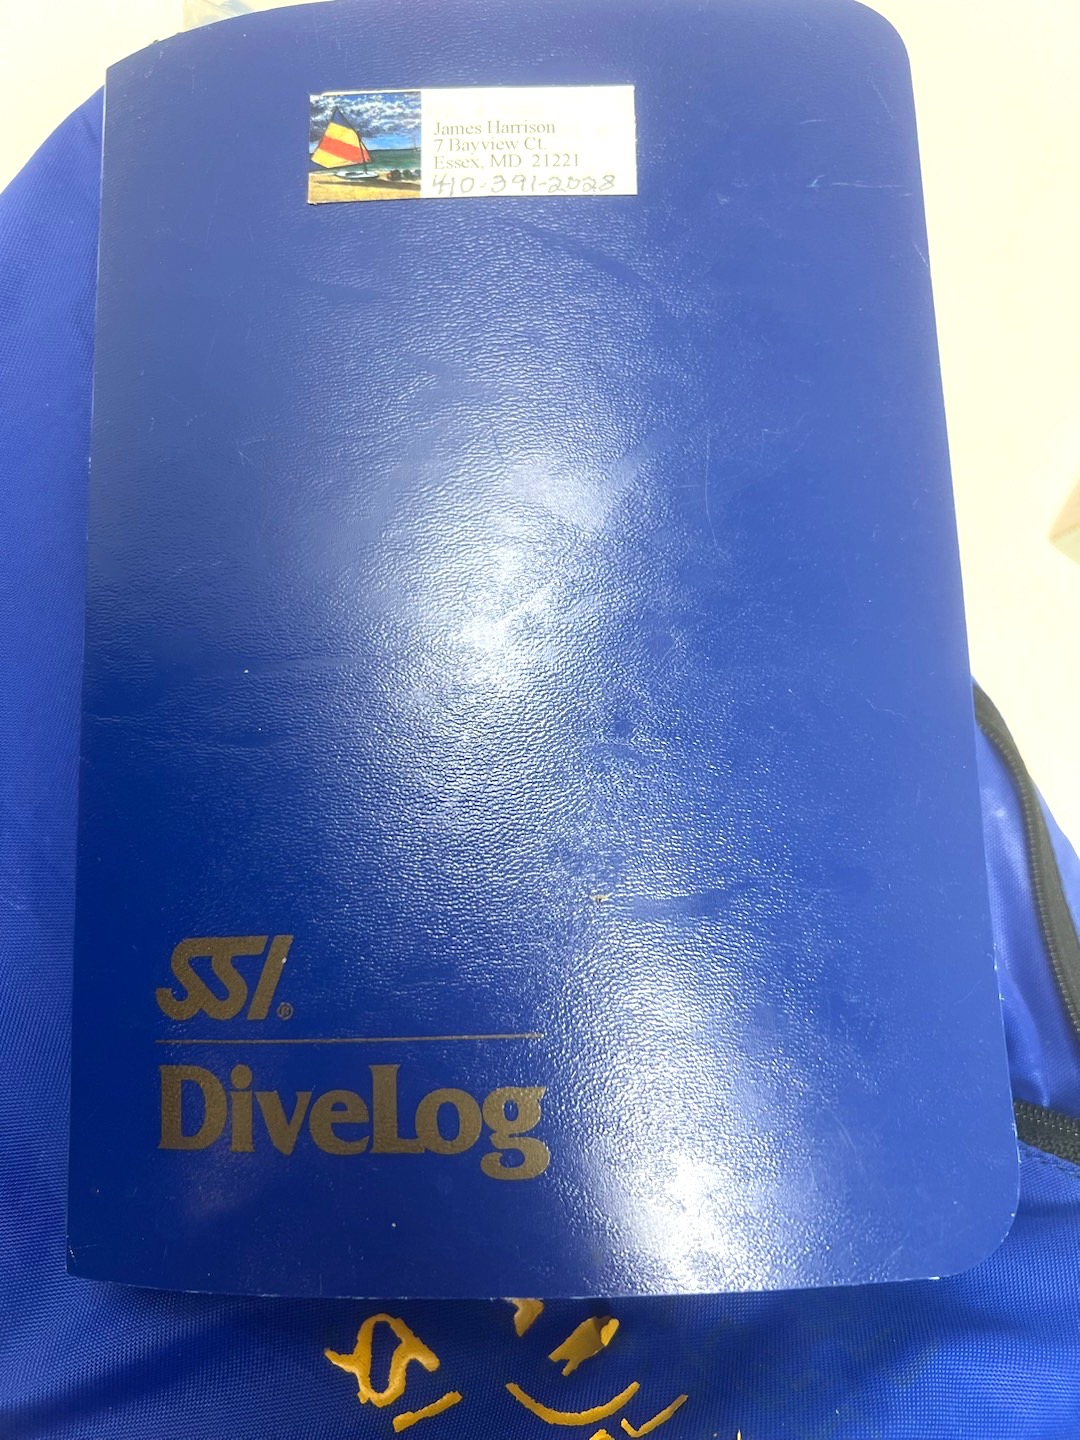 James Harrison
7 Bayview Ct.
Essex, MD 21221
410-391-2028
SSI®
DiveLog